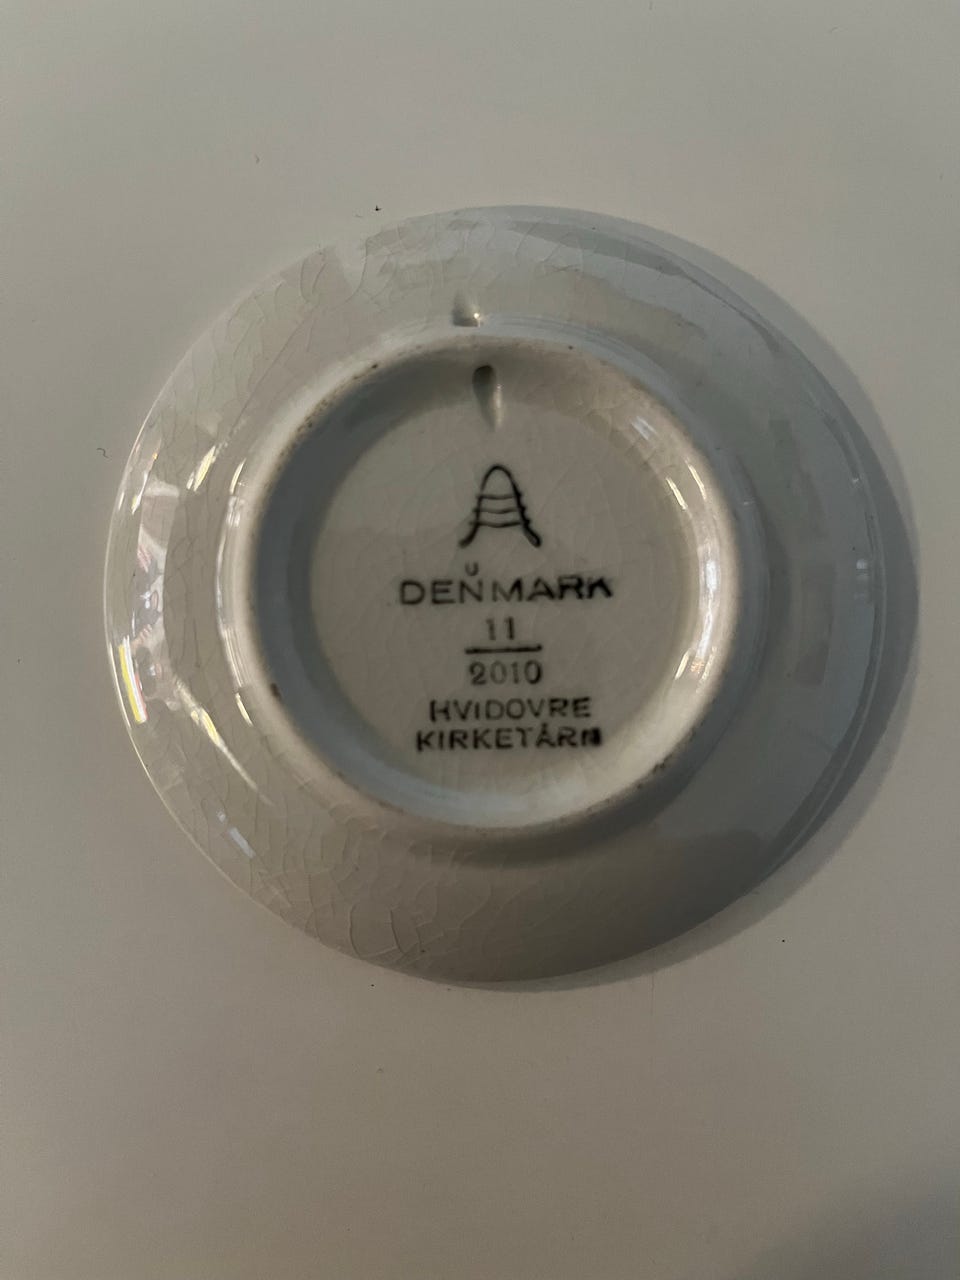 U
DENMARK
11
2010
HVIDOVRE
KIRKETÅRN